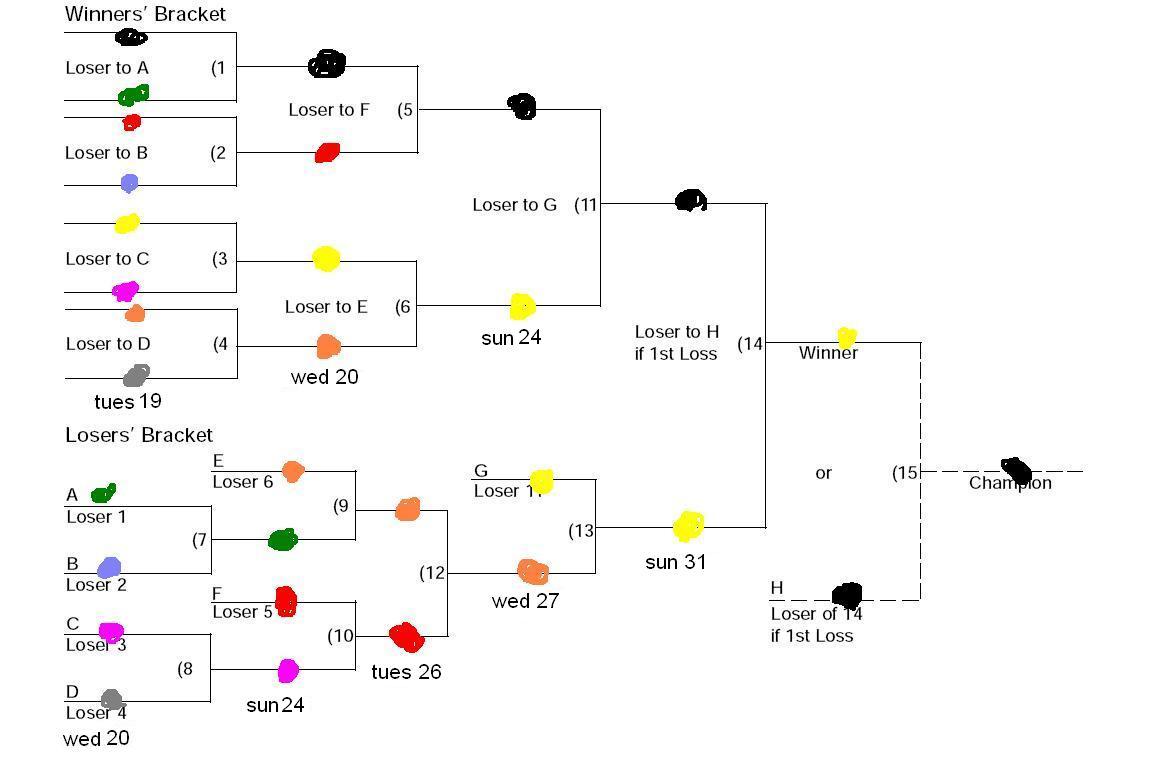 Winners' Bracket
Loser to A (1
Loser to F (5
Loser to B (2
Loser to G (11
Loser to C (3
Loser to E (6
Loser to D (4
sun 24
wed 20
tues 19
Loser to H
if 1st Loss
(14
Winner
Losers' Bracket
E
Loser 6
A
Loser 1
(9
(7
B
Loser 2
F
Loser 5
C
Loser 3
(10
(8
D
Loser 4
wed 20
sun 24
tues 26
(12
G
Loser 11
(13
wed 27
sun 31
or
(15
Champion
H
Loser of 14
if 1st Loss